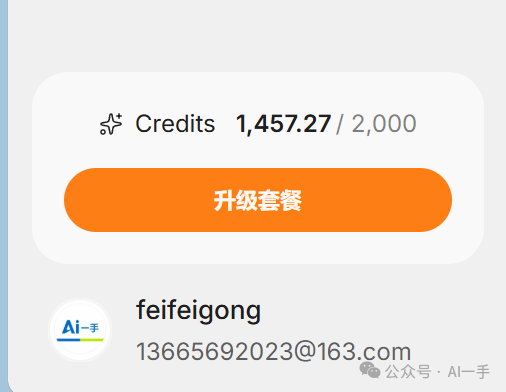 Credits 1,457.27 / 2,000
升级套餐
feifeigong
Ai一手
13665692023@163.com
公众号 · AI一手